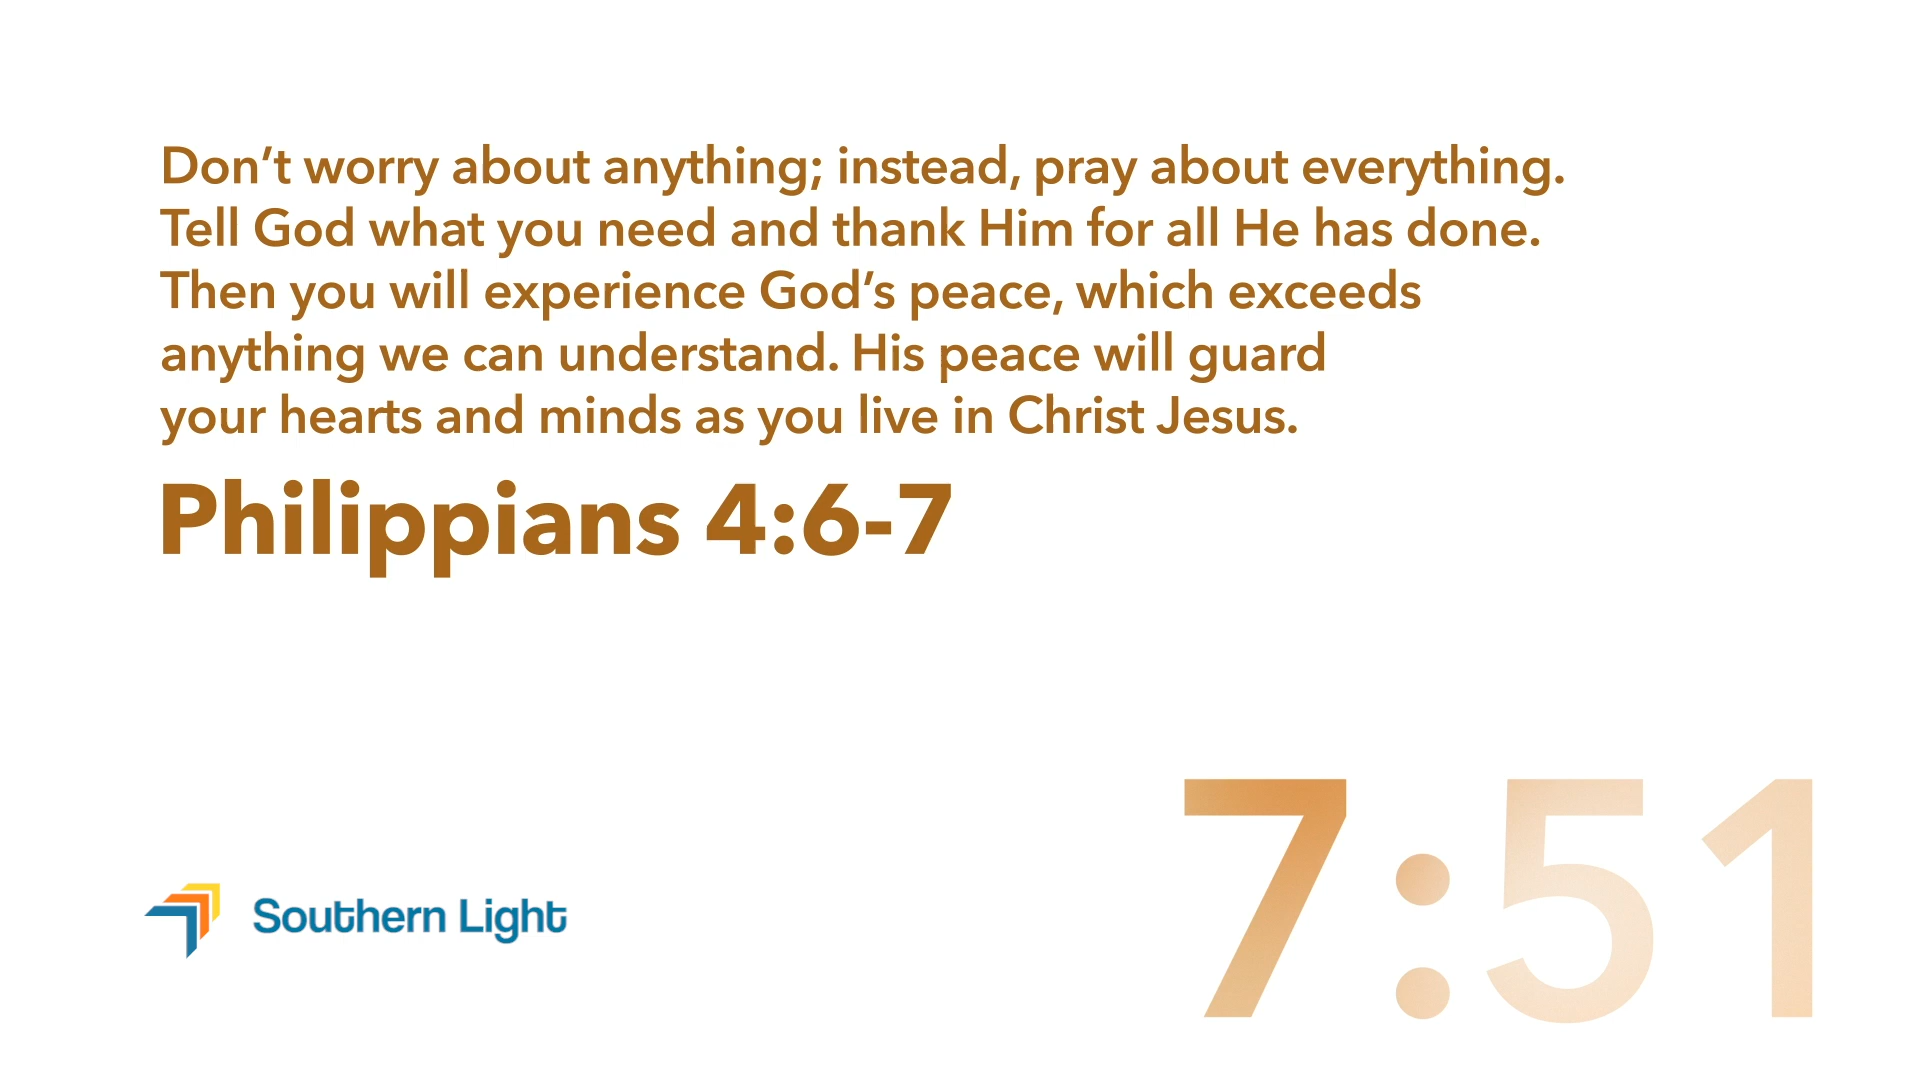 Don’t worry about anything; instead, pray about everything.
Tell God what you need and thank Him for all He has done.
Then you will experience God’s peace, which exceeds
anything we can understand. His peace will guard
your hearts and minds as you live in Christ Jesus.
Philippians 4:6-7
7:51
Southern Light